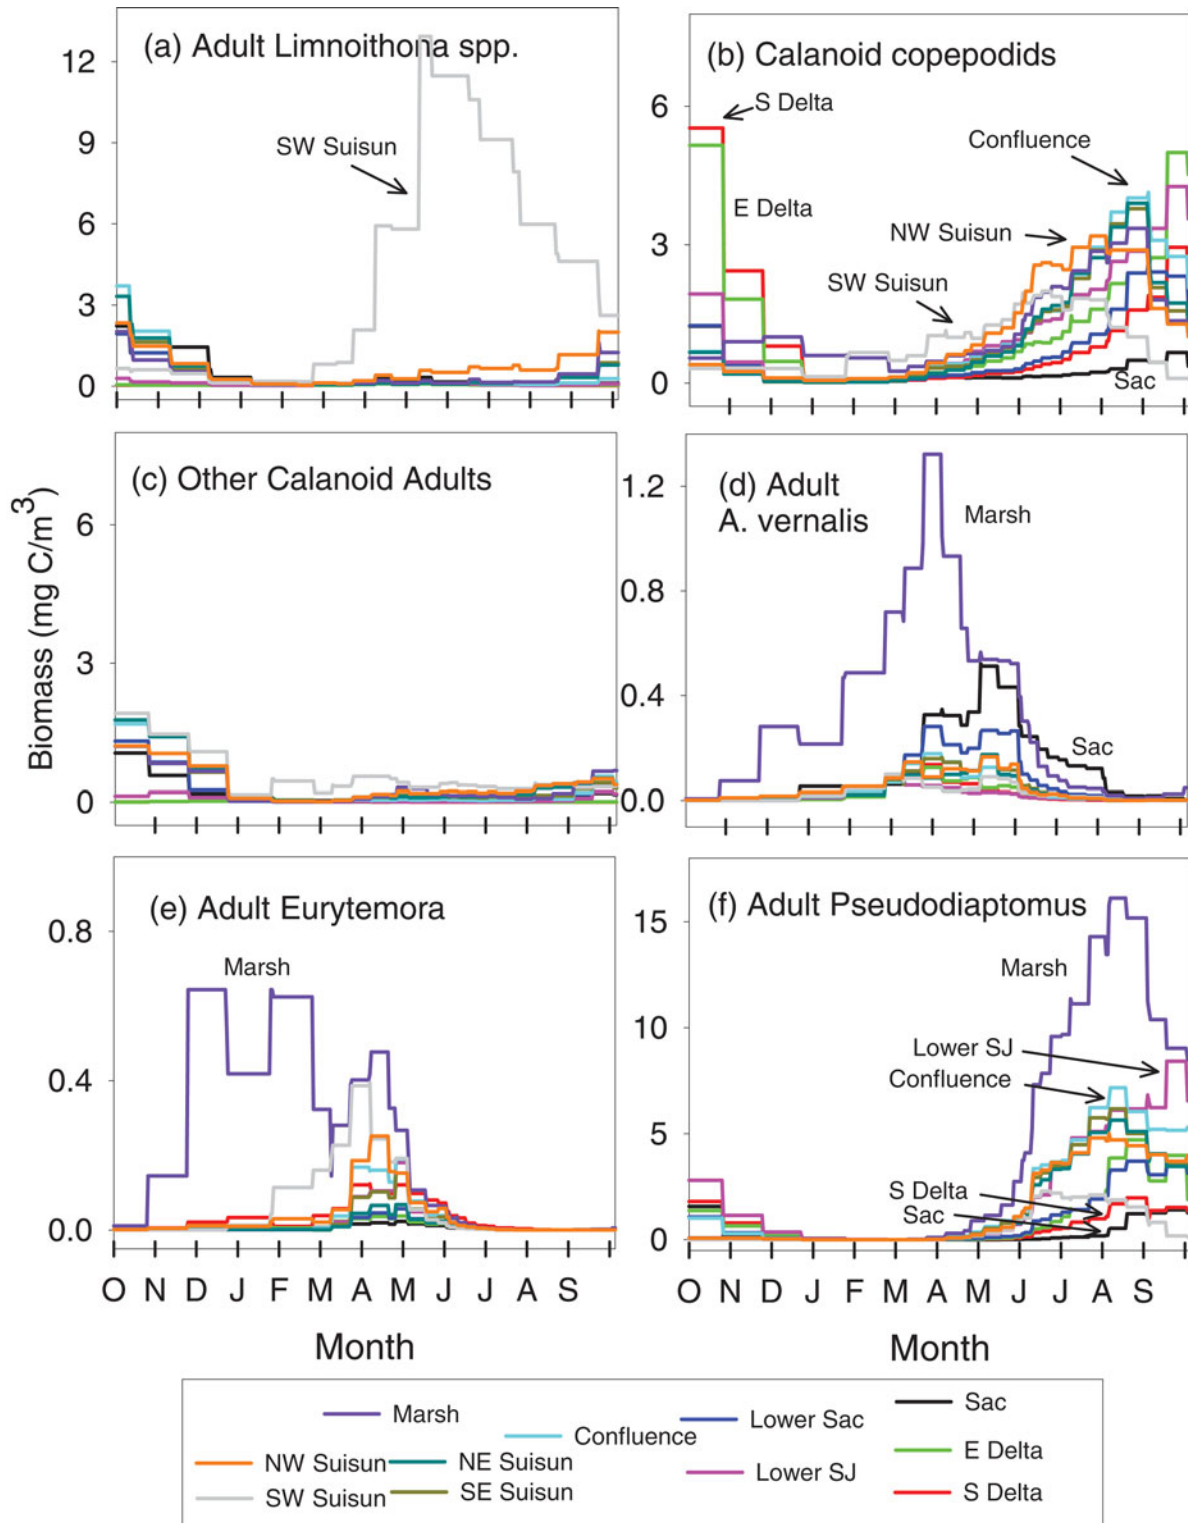 (a) Adult Limnoithona spp.
12
9
6
3
0
SW Suisun
(b) Calanoid copepodids
6
3
0
S Delta
E Delta
Confluence
NW Suisun
SW Suisun
Sac
Biomass (mg C/m³)
(c) Other Calanoid Adults
6
3
0
(d) Adult
A. vernalis
1.2
0.8
0.4
0.0
Marsh
Sac
(e) Adult Eurytemora
0.8
0.4
0.0
Marsh
O N D J F M A M J J A S
Month
(f) Adult Pseudodiaptomus
15
10
5
0
Marsh
Lower SJ
Confluence
S Delta
Sac
O N D J F M A M J J A S
Month
Marsh
Confluence
Lower Sac
Sac
NW Suisun
NE Suisun
Lower SJ
E Delta
SW Suisun
SE Suisun
S Delta